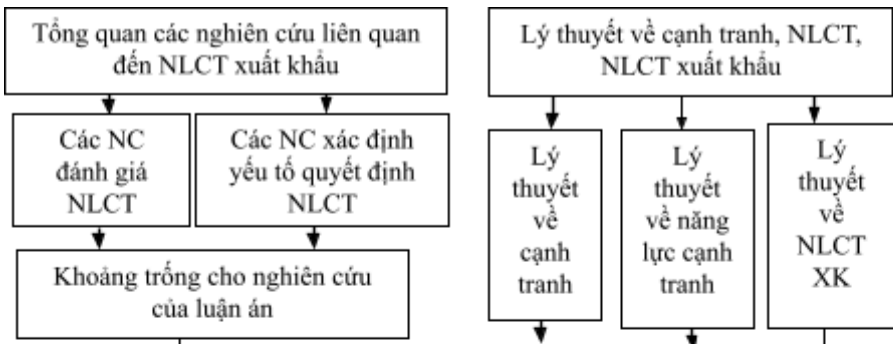 Tổng quan các nghiên cứu liên quan
đến NLCT xuất khẩu
Các NC
đánh giá
NLCT
Các NC xác định
yếu tố quyết định
NLCT
Khoảng trống cho nghiên cứu
của luận án
Lý thuyết về cạnh tranh, NLCT,
NLCT xuất khẩu
Lý
thuyết
về
cạnh
tranh
Lý
thuyết
về năng
lực cạnh
tranh
Lý
thuyết
về
NLCT
XK